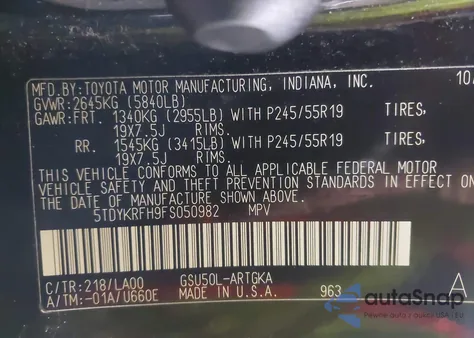 MFD.BY:TOYOTA MOTOR MANUFACTURING, INDIANA, INC. 10
GVWR:2645KG (5840LB)
GAWR:FRT. 1340KG (2955LB) WITH P245/55R19 TIRES,
19X7.5J RIMS.
RR. 1545KG (3415LB) WITH P245/55R19 TIRES,
19X7.5J RIMS.
THIS VEHICLE CONFORMS TO ALL APPLICABLE FEDERAL MOTOR
VEHICLE SAFETY AND THEFT PREVENTION STANDARDS IN EFFECT ON
THE DATE OF MANUFACTURE SHOWN ABOVE.
5TDYKRFH9FS050982 MPV
C/TR:218/LA00 GSU50L-ARTGKA
A/TM:-01A/U660E MADE IN U.S.A. 963 A
autoSnap